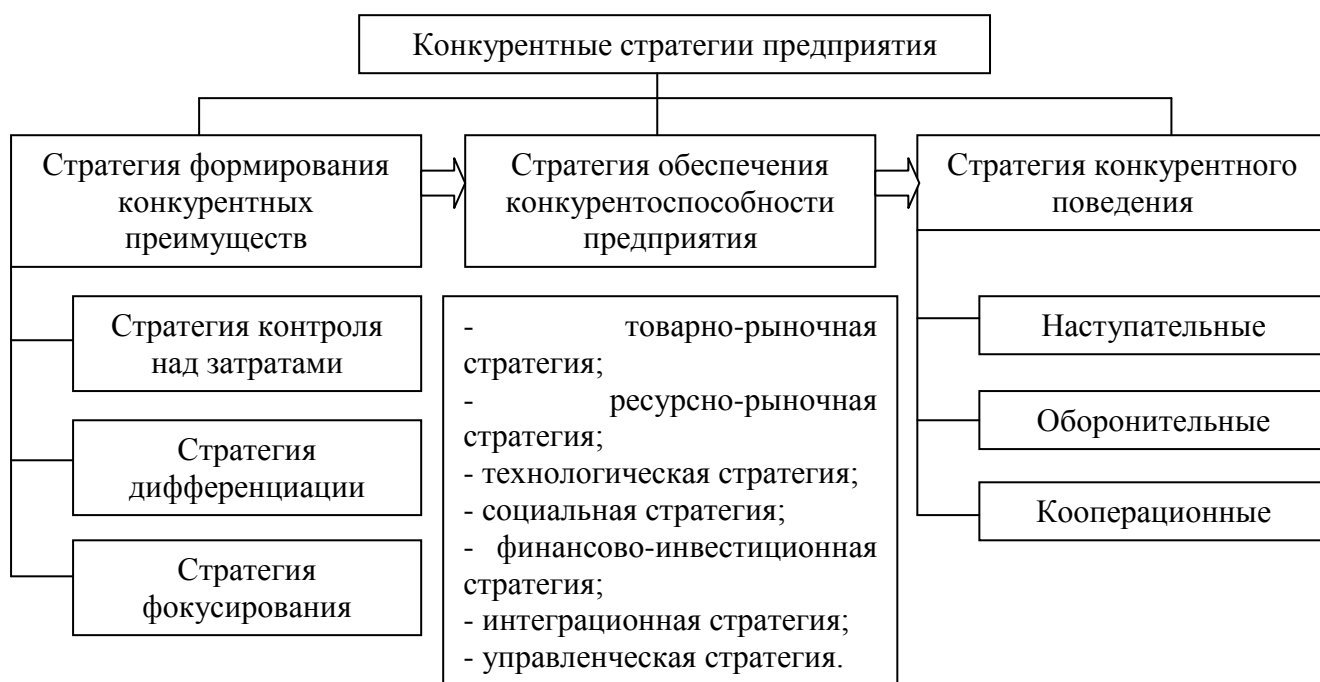 Конкурентные стратегии предприятия
Стратегия формирования
конкурентных
преимуществ
Стратегия обеспечения
конкурентоспособности
предприятия
Стратегия конкурентного
поведения
Стратегия контроля
над затратами
Стратегия
дифференциации
Стратегия
фокусирования
- товарно-рыночная
стратегия;
- ресурсно-рыночная
стратегия;
- технологическая стратегия;
- социальная стратегия;
- финансово-инвестиционная
стратегия;
- интеграционная стратегия;
- управленческая стратегия.
Наступательные
Оборонительные
Кооперационные